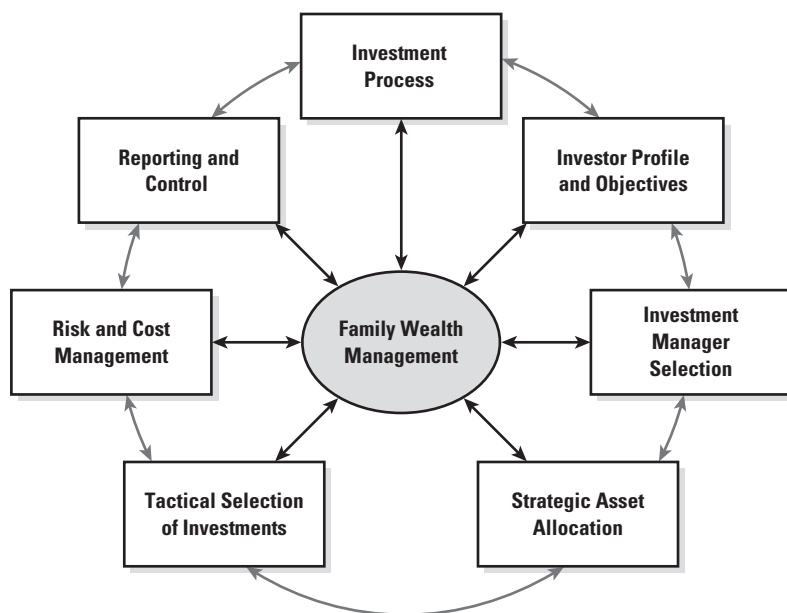 Investment
Process
Reporting and
Control
Investor Profile
and Objectives
Risk and Cost
Management
Family Wealth
Management
Investment
Manager
Selection
Tactical Selection
of Investments
Strategic Asset
Allocation